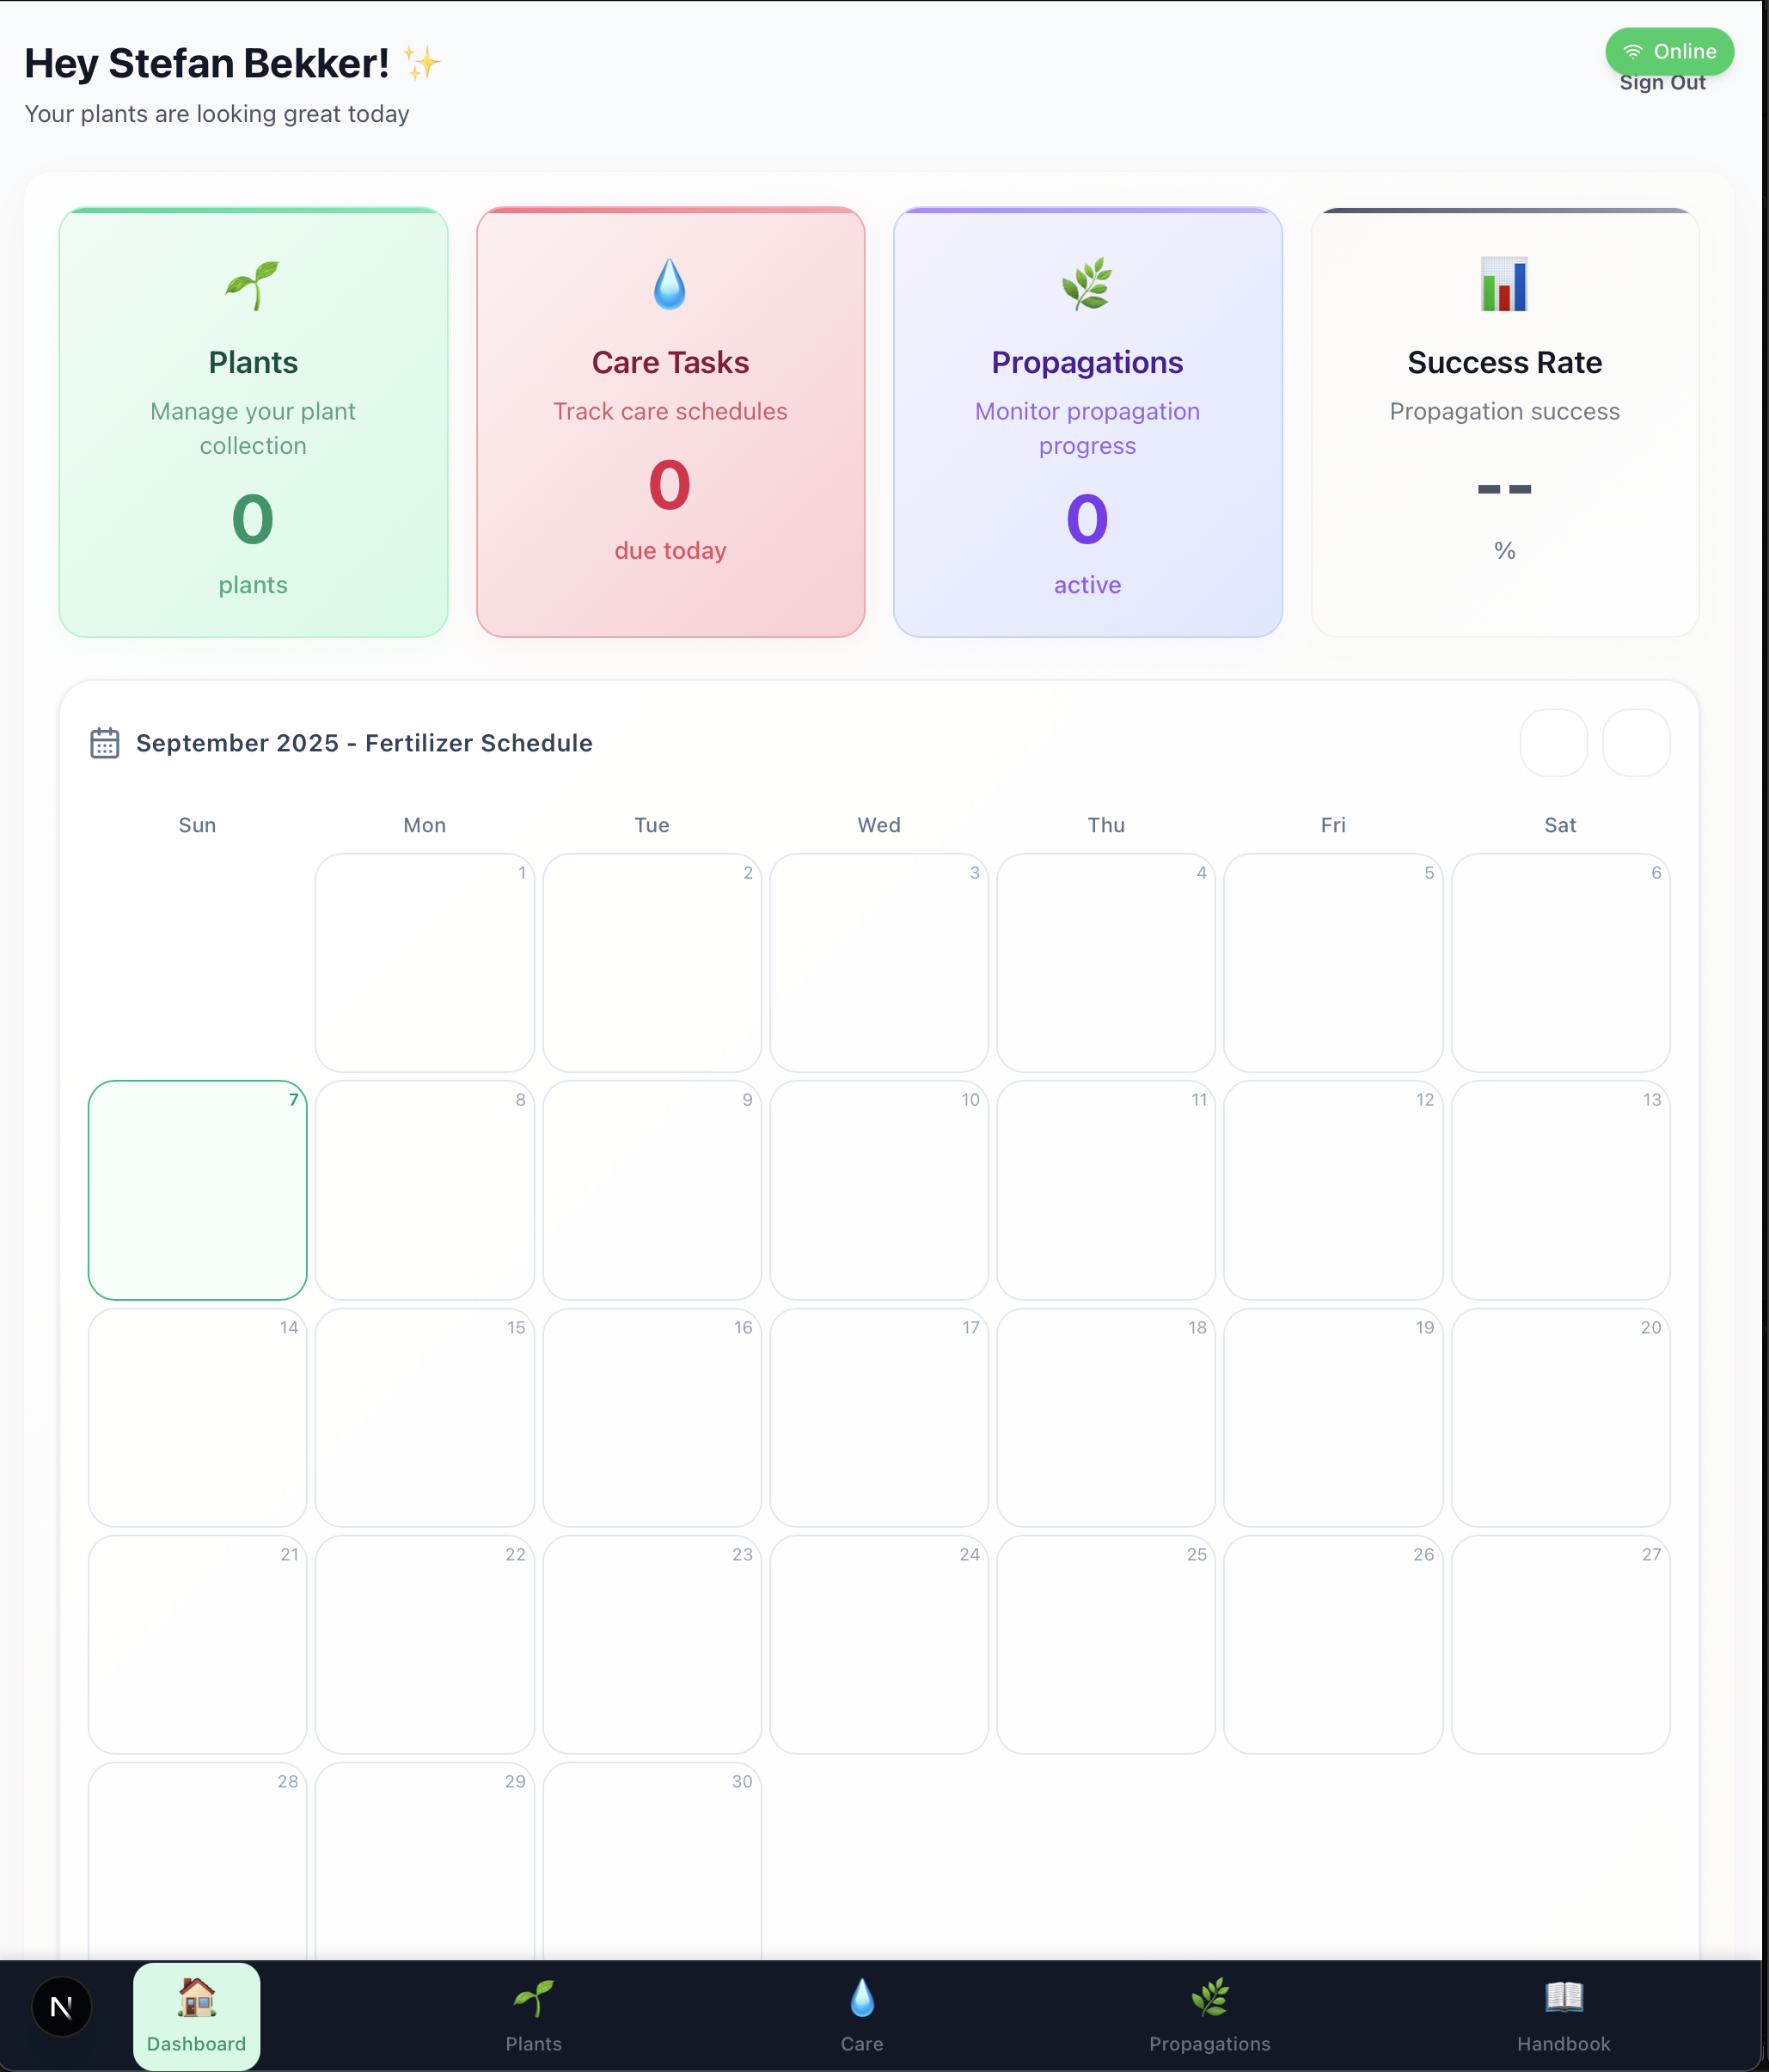 Hey Stefan Bekker! ✨
Online
Sign Out
Your plants are looking great today
Plants
Manage your plant
collection
0
plants
Care Tasks
Track care schedules
0
due today
Propagations
Monitor propagation
progress
0
active
Success Rate
Propagation success
--
%
September 2025 - Fertilizer Schedule
Sun Mon Tue Wed Thu Fri Sat
1 2 3 4 5 6
7 8 9 10 11 12 13
14 15 16 17 18 19 20
21 22 23 24 25 26 27
28 29 30
N
Dashboard
Plants
Care
Propagations
Handbook